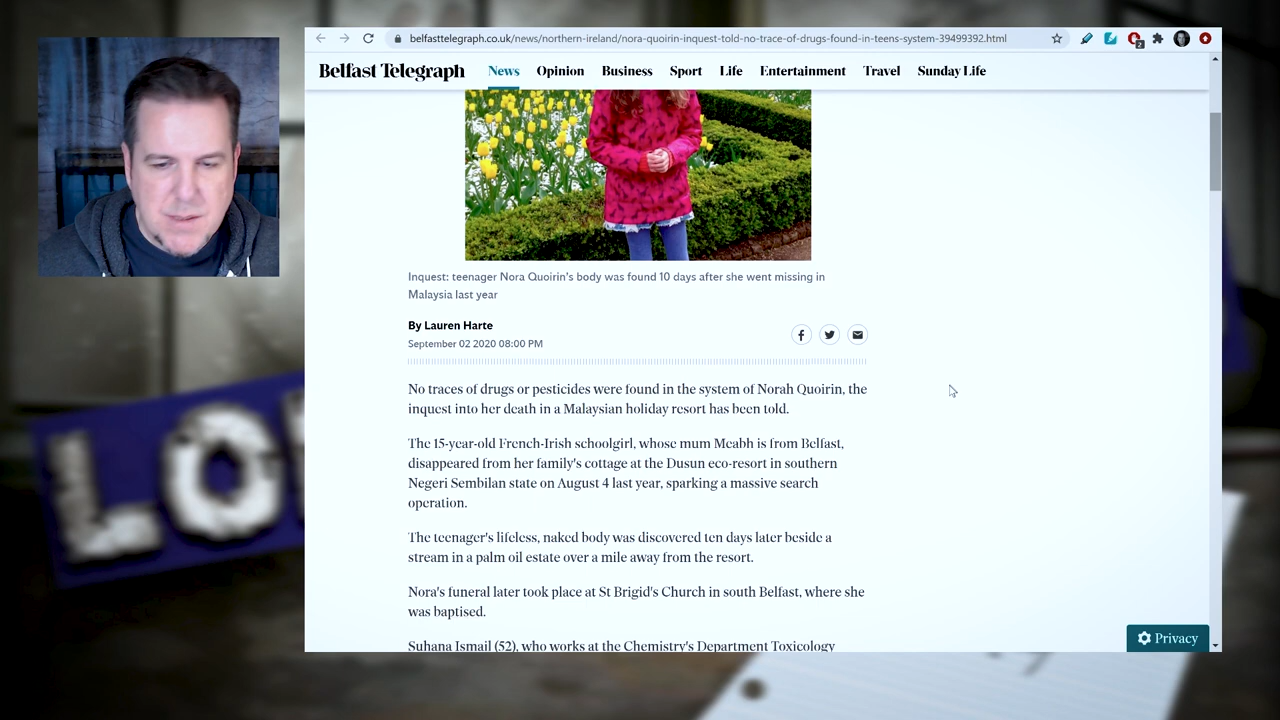 belfasttelegraph.co.uk/news/northern-ireland/nora-quoirin-inquest-told-no-trace-of-drugs-found-in-teens-system-39499392.html
2
Belfast Telegraph News Opinion Business Sport Life Entertainment Travel Sunday Life
Inquest: teenager Nora Quoirin's body was found 10 days after she went missing in
Malaysia last year
By Lauren Harte
September 02 2020 08:00 PM
No traces of drugs or pesticides were found in the system of Norah Quoirin, the
inquest into her death in a Malaysian holiday resort has been told.
The 15-year-old French-Irish schoolgirl, whose mum Meabh is from Belfast,
disappeared from her family's cottage at the Dusun eco-resort in southern
Negeri Sembilan state on August 4 last year, sparking a massive search
operation.
The teenager's lifeless, naked body was discovered ten days later beside a
stream in a palm oil estate over a mile away from the resort.
Nora's funeral later took place at St Brigid's Church in south Belfast, where she
was baptised.
Suhana Ismail (52), who works at the Chemistry's Department Toxicology
Privacy
LO